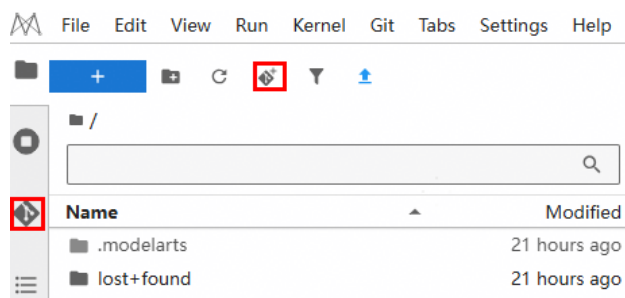 File Edit View Run Kernel Git Tabs Settings Help
+
/
Name Modified
.modelarts 21 hours ago
lost+found 21 hours ago